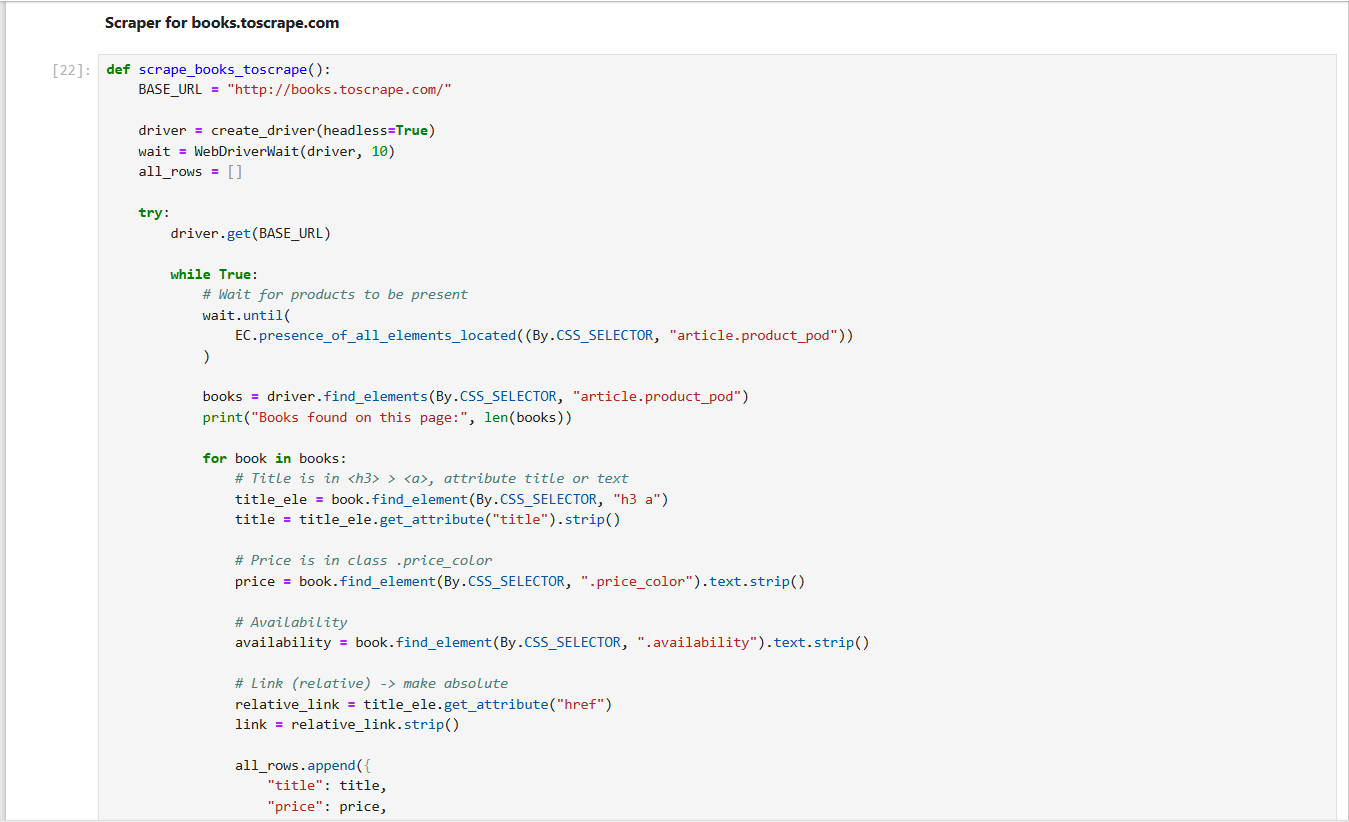 Scraper for books.toscrape.com
[22]: def scrape_books_toscrape():
    BASE_URL = "http://books.toscrape.com/"

    driver = create_driver(headless=True)
    wait = WebDriverWait(driver, 10)
    all_rows = []

    try:
        driver.get(BASE_URL)

        while True:
            # Wait for products to be present
            wait.until(
                EC.presence_of_all_elements_located((By.CSS_SELECTOR, "article.product_pod"))
            )

            books = driver.find_elements(By.CSS_SELECTOR, "article.product_pod")
            print("Books found on this page:", len(books))

            for book in books:
                # Title is in <h3> > <a>, attribute title or text
                title_ele = book.find_element(By.CSS_SELECTOR, "h3 a")
                title = title_ele.get_attribute("title").strip()

                # Price is in class .price_color
                price = book.find_element(By.CSS_SELECTOR, ".price_color").text.strip()

                # Availability
                availability = book.find_element(By.CSS_SELECTOR, ".availability").text.strip()

                # Link (relative) -> make absolute
                relative_link = title_ele.get_attribute("href")
                link = relative_link.strip()

                all_rows.append({
                    "title": title,
                    "price": price,